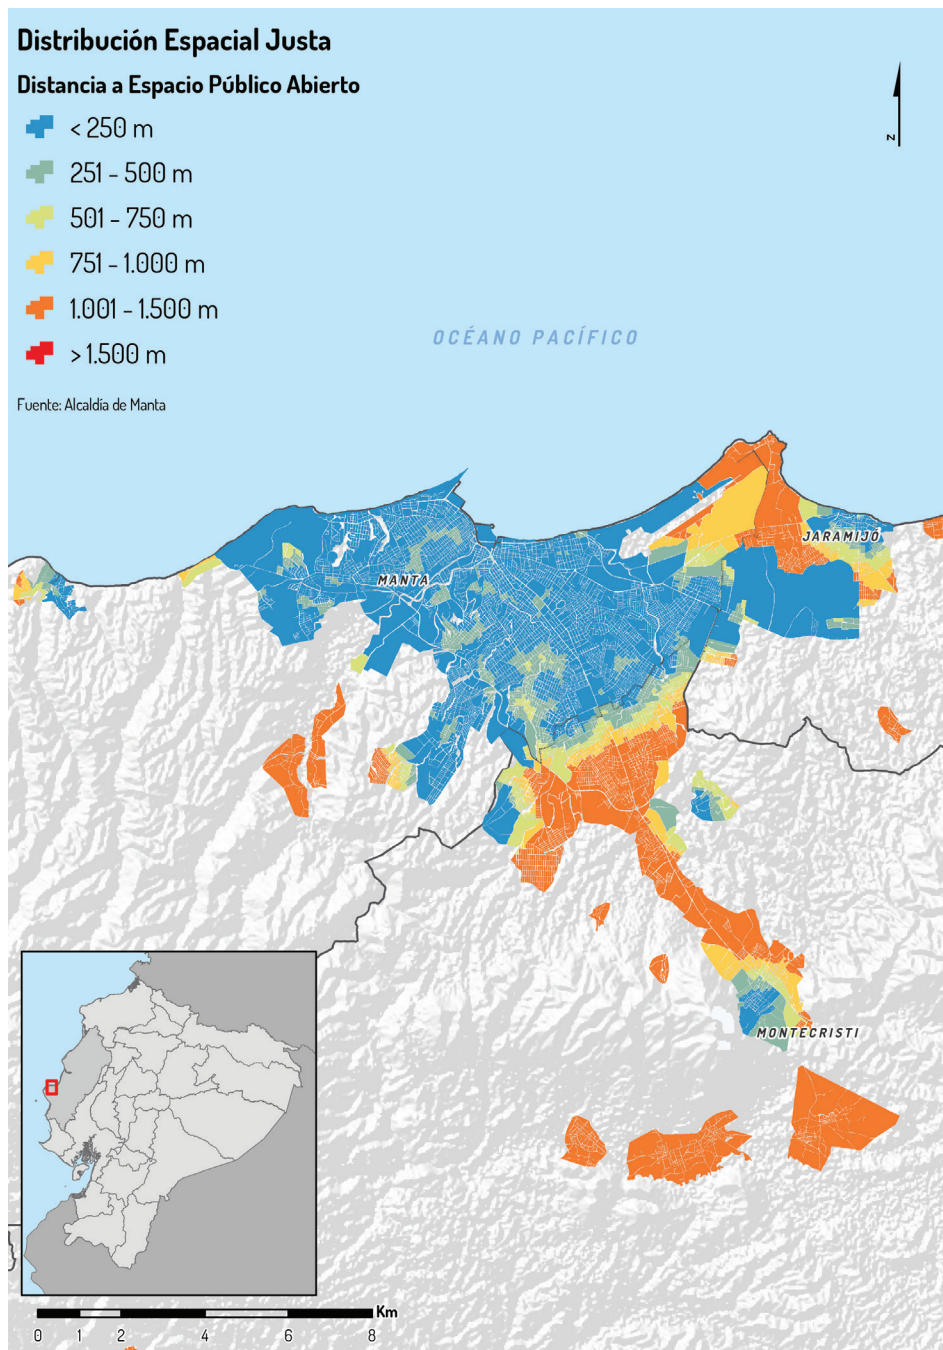 Distribución Espacial Justa
Distancia a Espacio Público Abierto
< 250 m
251 - 500 m
501 - 750 m
751 - 1.000 m
1.001 - 1.500 m
> 1.500 m
Fuente: Alcaldía de Manta
N
OCÉANO PACÍFICO
JARAMIJÓ
MANTA
MONTECRISTI
Km
0 1 2 4 6 8